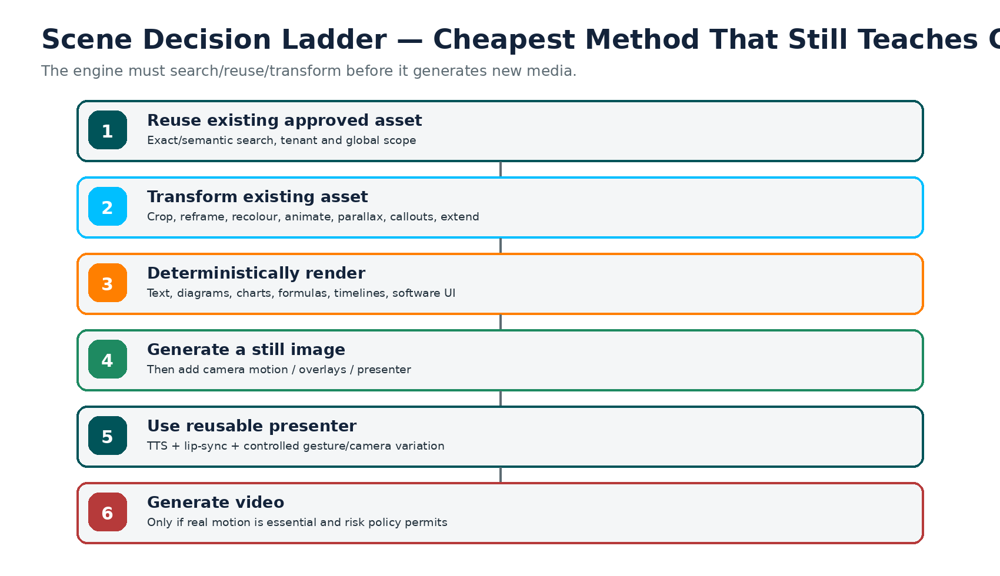 Scene Decision Ladder — Cheapest Method That Still Teaches
The engine must search/reuse/transform before it generates new media.
1
Reuse existing approved asset
Exact/semantic search, tenant and global scope
2
Transform existing asset
Crop, reframe, recolour, animate, parallax, callouts, extend
3
Deterministically render
Text, diagrams, charts, formulas, timelines, software UI
4
Generate a still image
Then add camera motion / overlays / presenter
5
Use reusable presenter
TTS + lip-sync + controlled gesture/camera variation
6
Generate video
Only if real motion is essential and risk policy permits